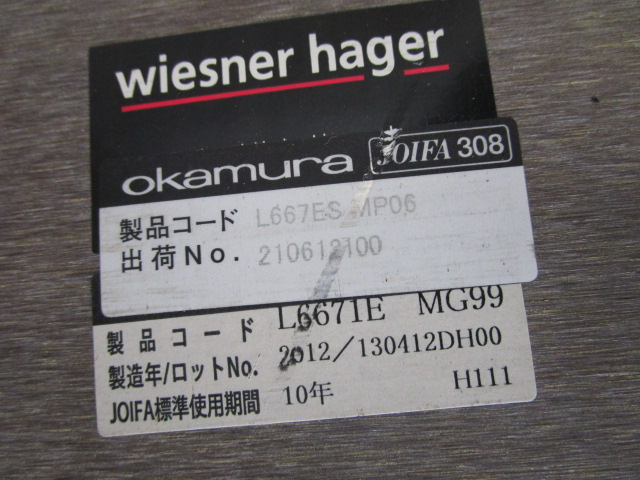 wiesner hager
okamura JOIFA 308
製品コード L667ES MP06
出荷No. 210612100
製品コード L6671E MG99
製造年/ロットNo. 2012/130412DH00
JOIFA標準使用期間 10年 H111